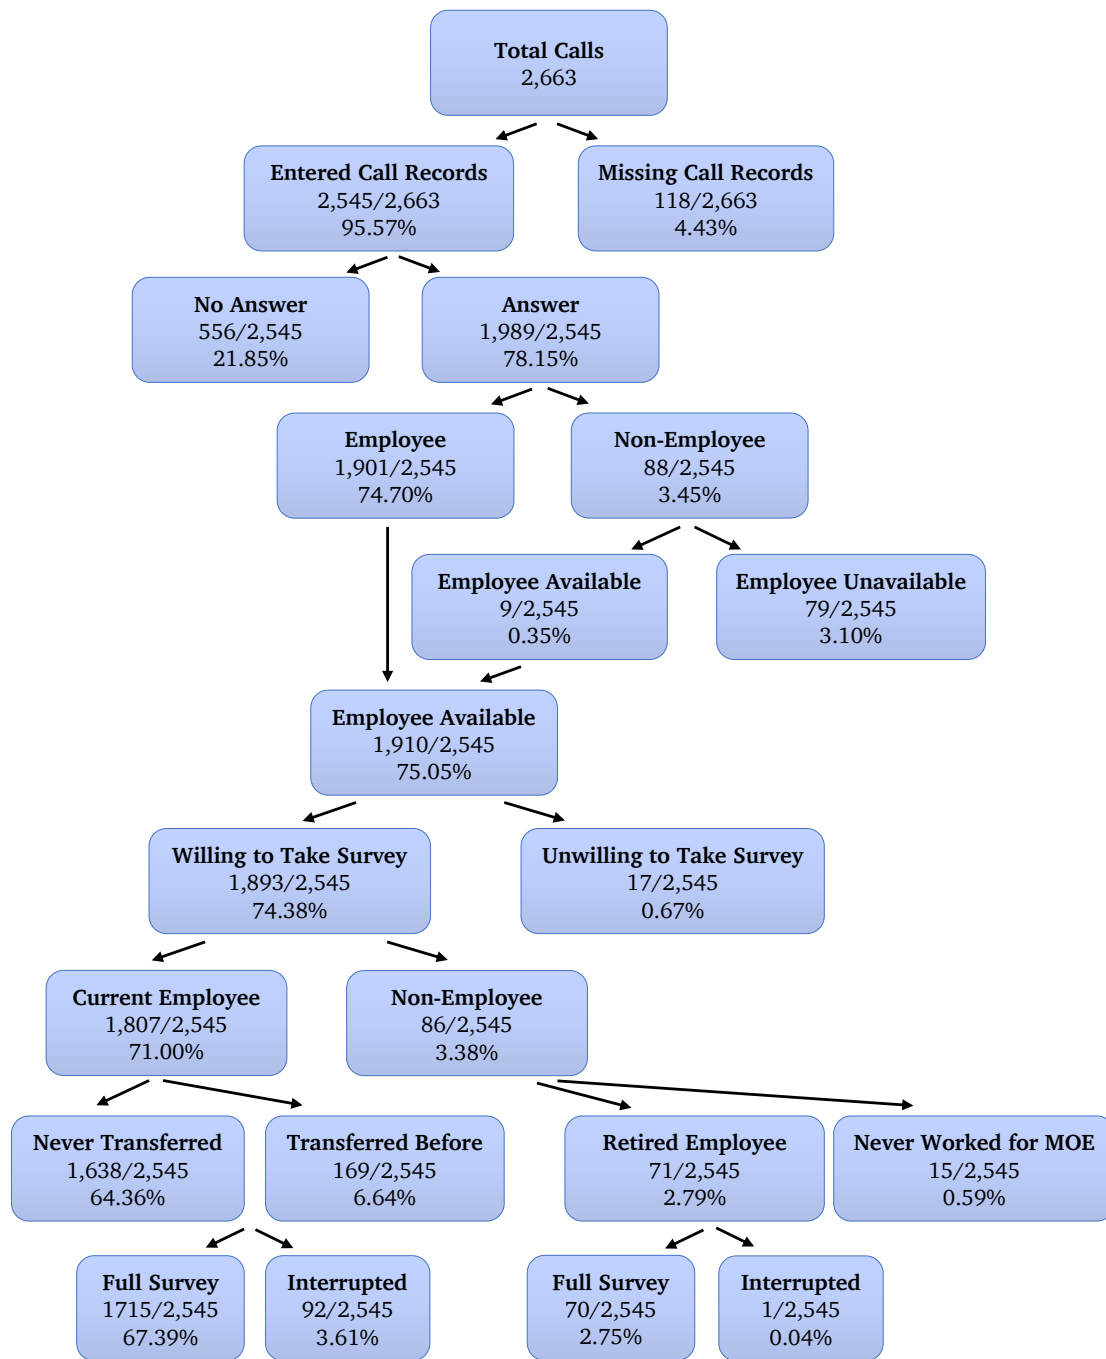 Total Calls
2,663
Entered Call Records
2,545/2,663
95.57%
Missing Call Records
118/2,663
4.43%
No Answer
556/2,545
21.85%
Answer
1,989/2,545
78.15%
Employee
1,901/2,545
74.70%
Non-Employee
88/2,545
3.45%
Employee Available
9/2,545
0.35%
Employee Unavailable
79/2,545
3.10%
Employee Available
1,910/2,545
75.05%
Willing to Take Survey
1,893/2,545
74.38%
Unwilling to Take Survey
17/2,545
0.67%
Current Employee
1,807/2,545
71.00%
Non-Employee
86/2,545
3.38%
Never Transferred
1,638/2,545
64.36%
Transferred Before
169/2,545
6.64%
Retired Employee
71/2,545
2.79%
Never Worked for MOE
15/2,545
0.59%
Full Survey
1715/2,545
67.39%
Interrupted
92/2,545
3.61%
Full Survey
70/2,545
2.75%
Interrupted
1/2,545
0.04%